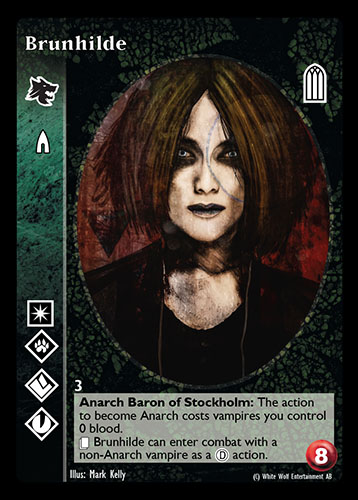 Brunhilde
3
Anarch Baron of Stockholm: The action
to become Anarch costs vampires you control
0 blood.
Brunhilde can enter combat with a
non-Anarch vampire as a D action.
8
Illus: Mark Kelly
(C) White Wolf Entertainment AB